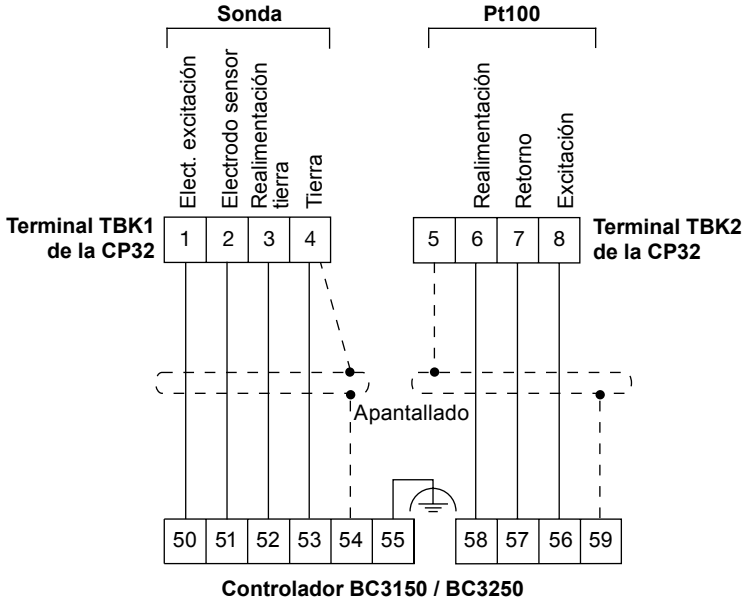 Sonda
Pt100
Elect. excitación
Electrodo sensor
Realimentación
tierra
Tierra
Realimentación
Retorno
Excitación
Terminal TBK1
de la CP32
1 2 3 4
5 6 7 8
Terminal TBK2
de la CP32
Apantallado
50 51 52 53 54 55
58 57 56 59
Controlador BC3150 / BC3250